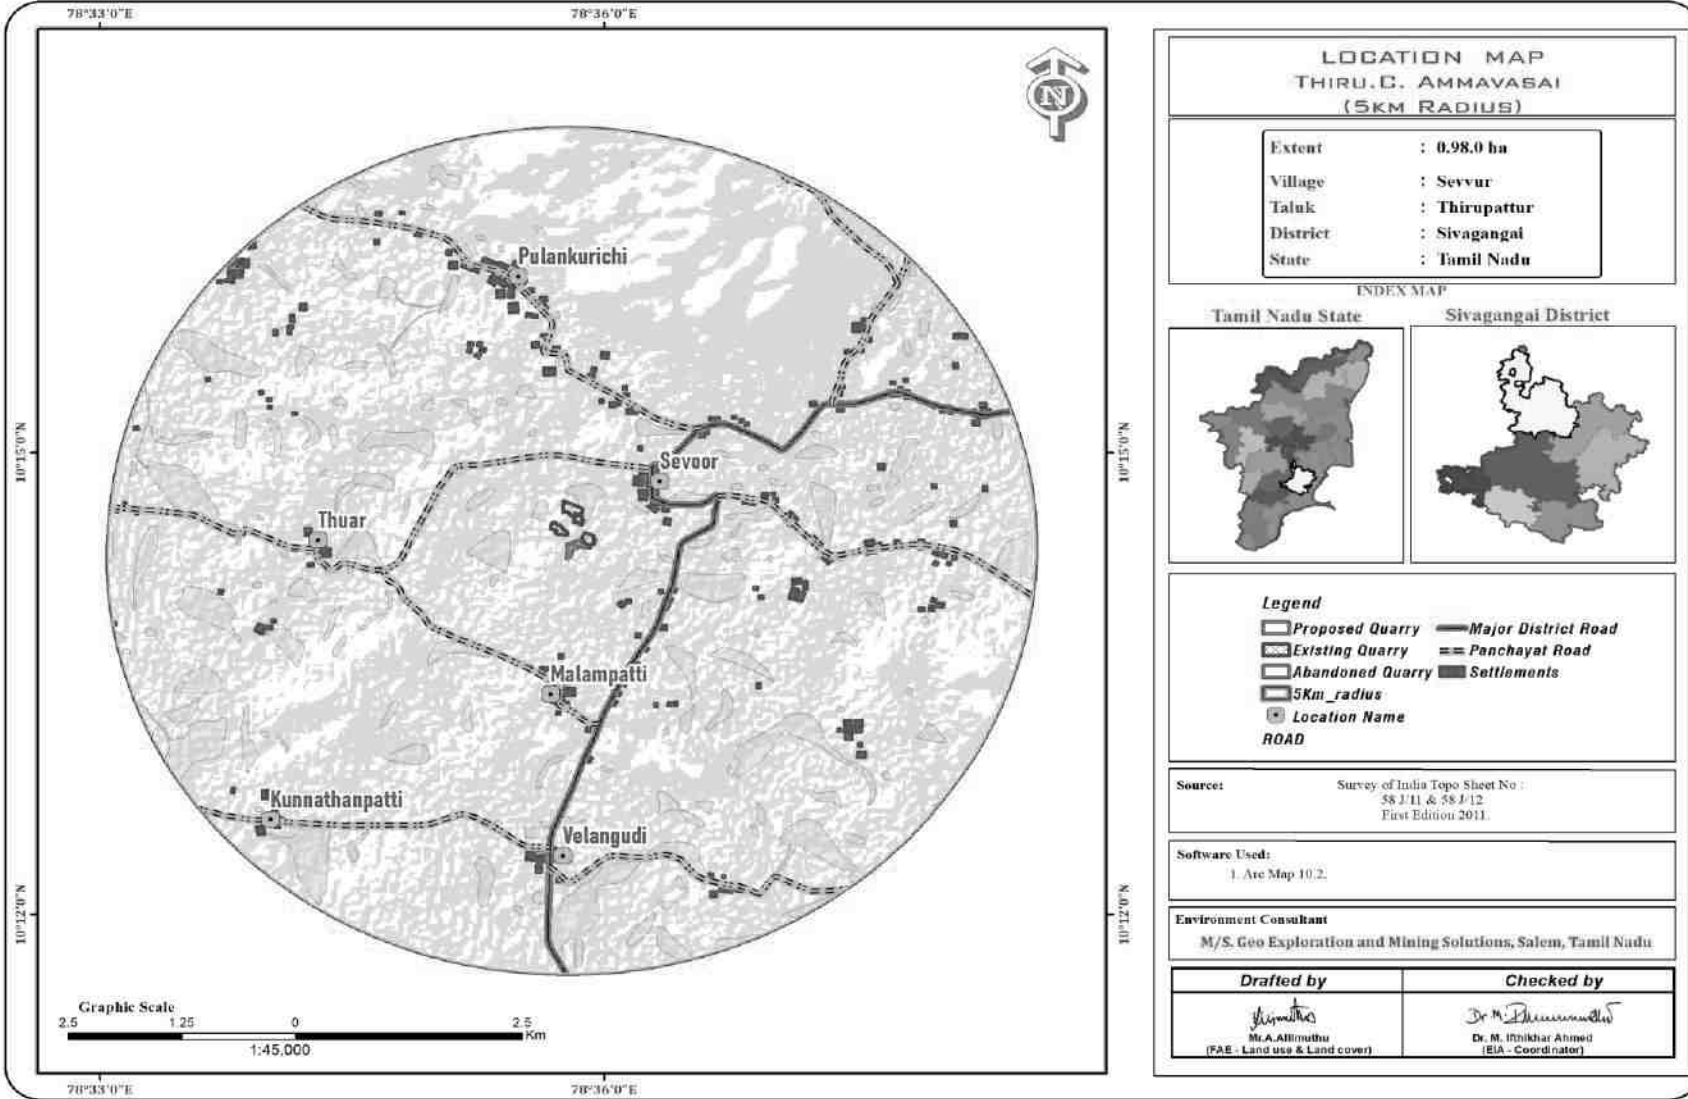 78°33'0"E
78°36'0"E
N
10°15'0"N
10°15'0"N
10°12'0"N
10°12'0"N
Pulankurichi
Sevoor
Thuar
Malampatti
Kunnathanpatti
Velangudi
Graphic Scale
2.5 1.25 0 2.5
Km
1:45,000
78°33'0"E
78°36'0"E
LOCATION MAP
THIRU.C. AMMAVASAI
(5KM RADIUS)
Extent : 0.98.0 ha
Village : Sevvur
Taluk : Thirupattur
District : Sivagangai
State : Tamil Nadu
INDEX MAP
Tamil Nadu State
Sivagangai District
Legend
Proposed Quarry Major District Road
Existing Quarry Panchayat Road
Abandoned Quarry Settlements
5Km_radius
Location Name
ROAD
Source: Survey of India Topo Sheet No :
58 J/11 & 58 J/12
First Edition 2011.
Software Used:
1. Arc Map 10.2.
Environment Consultant
M/S. Geo Exploration and Mining Solutions, Salem, Tamil Nadu
Drafted by Checked by
Mr.A.Allimuthu
(FAE - Land use & Land cover)
Dr. M. Ifthikhar Ahmed
(EIA - Coordinator)